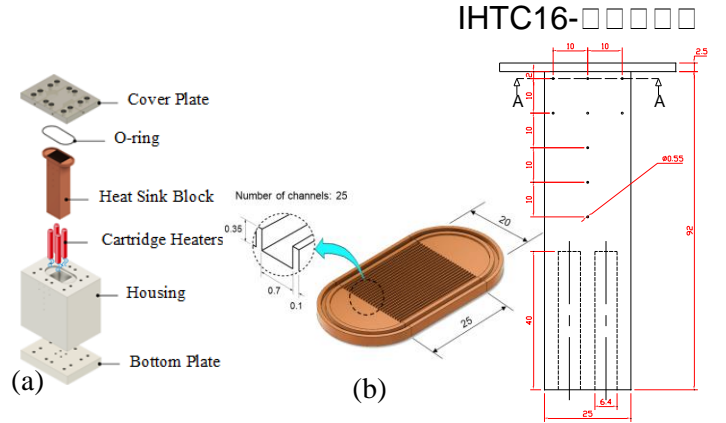 IHTC16-□□□□□
Cover Plate
O-ring
Heat Sink Block
Cartridge Heaters
Housing
Bottom Plate
(a)
Number of channels: 25
0.35
0.7
0.1
20
25
(b)
10
10
2.5
2
A
A
10
10
10
10
ø0.55
92
40
6.4
25